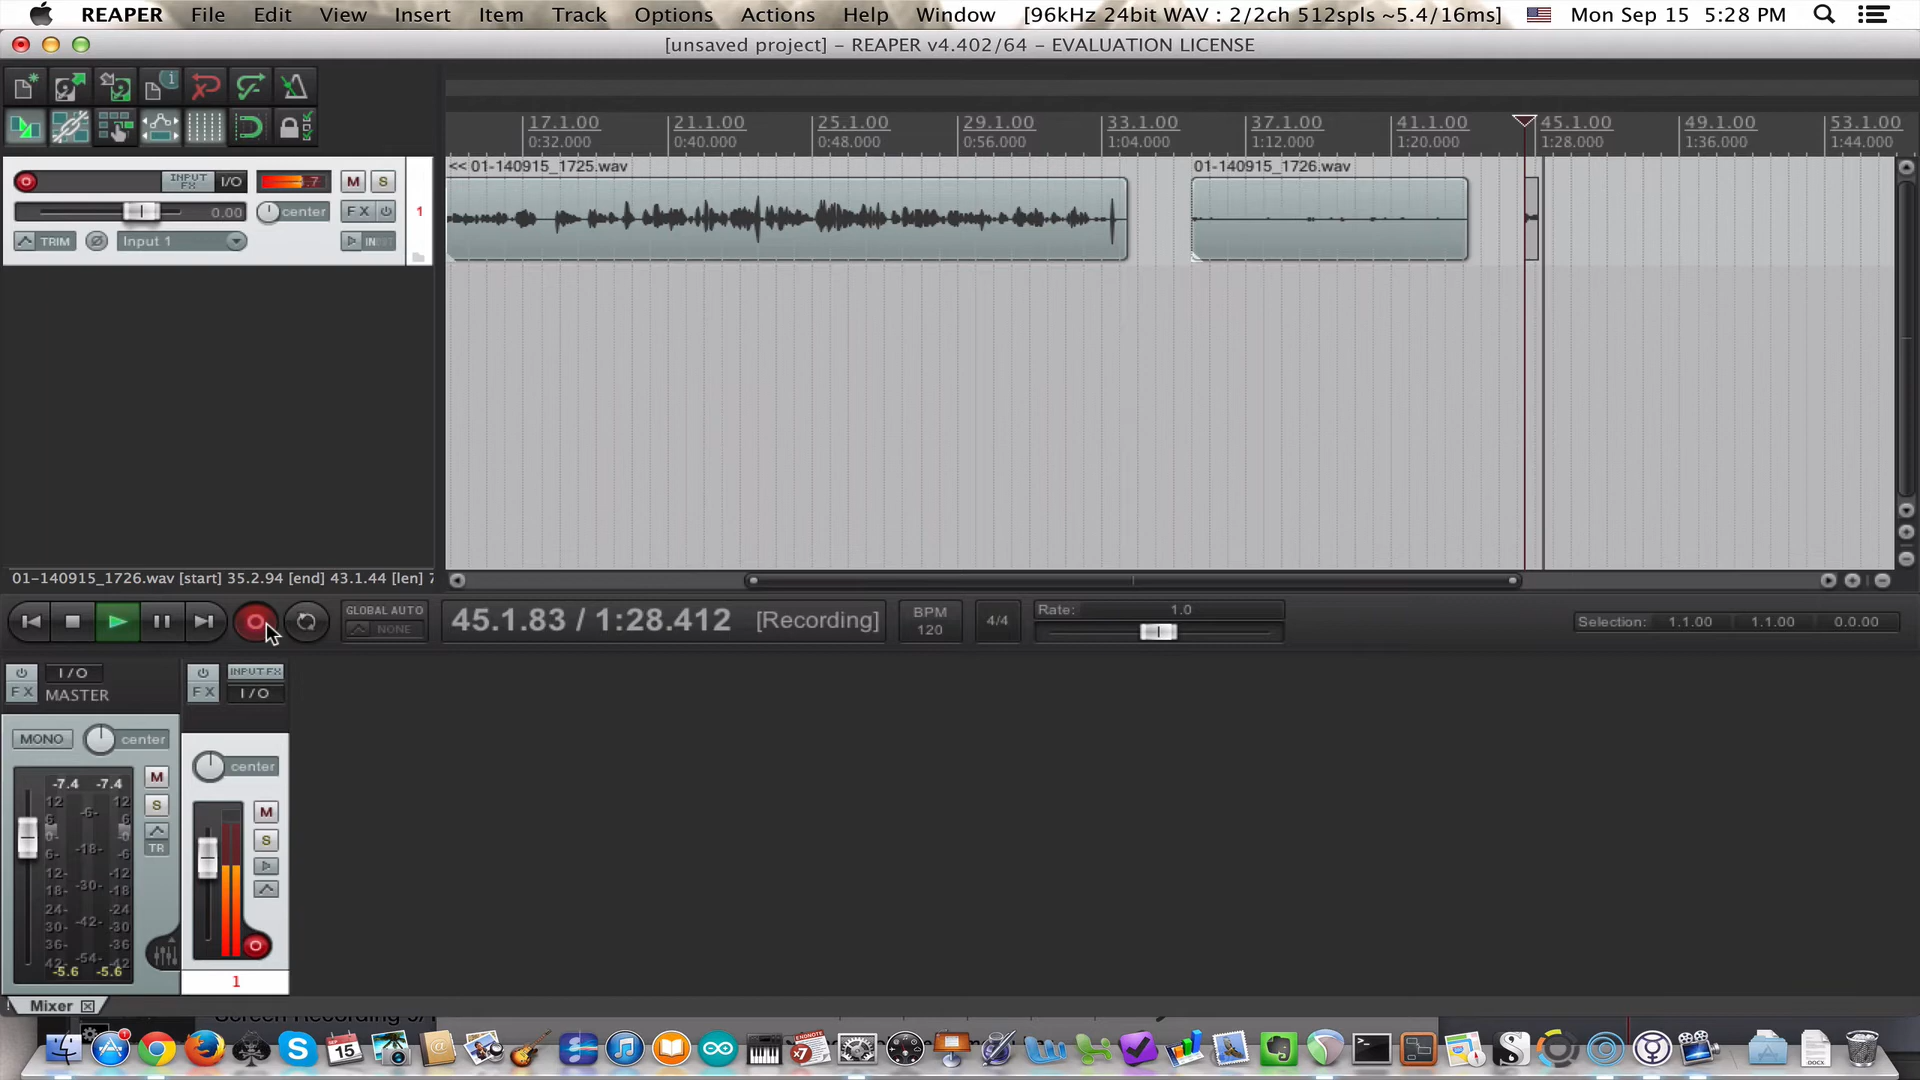 REAPER File Edit View Insert Item Track Options Actions Help Window [96kHz 24bit WAV : 2/2ch 512spls ~5.4/16ms] Mon Sep 15 5:28 PM
[unsaved project] – REAPER v4.402/64 – EVALUATION LICENSE
17.1.00 21.1.00 25.1.00 29.1.00 33.1.00 37.1.00 41.1.00 45.1.00 49.1.00 53.1.00
0:32.000 0:40.000 0:48.000 0:56.000 1:04.000 1:12.000 1:20.000 1:28.000 1:36.000 1:44.000
<< 01-140915_1725.wav 01-140915_1726.wav
INPUT FX I/O M S
0.00 center FX 1
TRIM Input 1 IN
01-140915_1726.wav [start] 35.2.94 [end] 43.1.44 [len] 7
GLOBAL AUTO
NONE
45.1.83 / 1:28.412 [Recording]
BPM
120
4/4
Rate: 1.0
Selection: 1.1.00 1.1.00 0.0.00
FX I/O MASTER
FX INPUT FX I/O
MONO center
center
-7.4 -7.4
M
S
TR
12 12
6 -6- 6
0- -0
6- -18- -6
12- -12
18- -30- -18
24- -24
30- -42- -30
36- -36
42- -54- -42
-5.6 -5.6
M
S
1
Mixer
SEP
15
7
DOCX